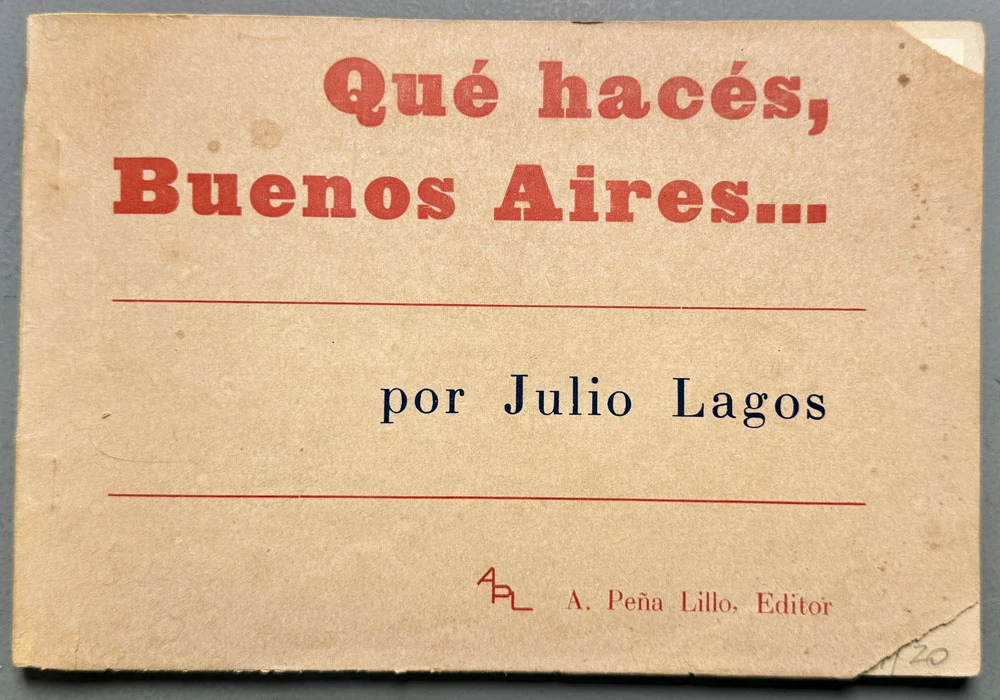 Qué hacés,
Buenos Aires...
por Julio Lagos
APL
A. Peña Lillo, Editor
20